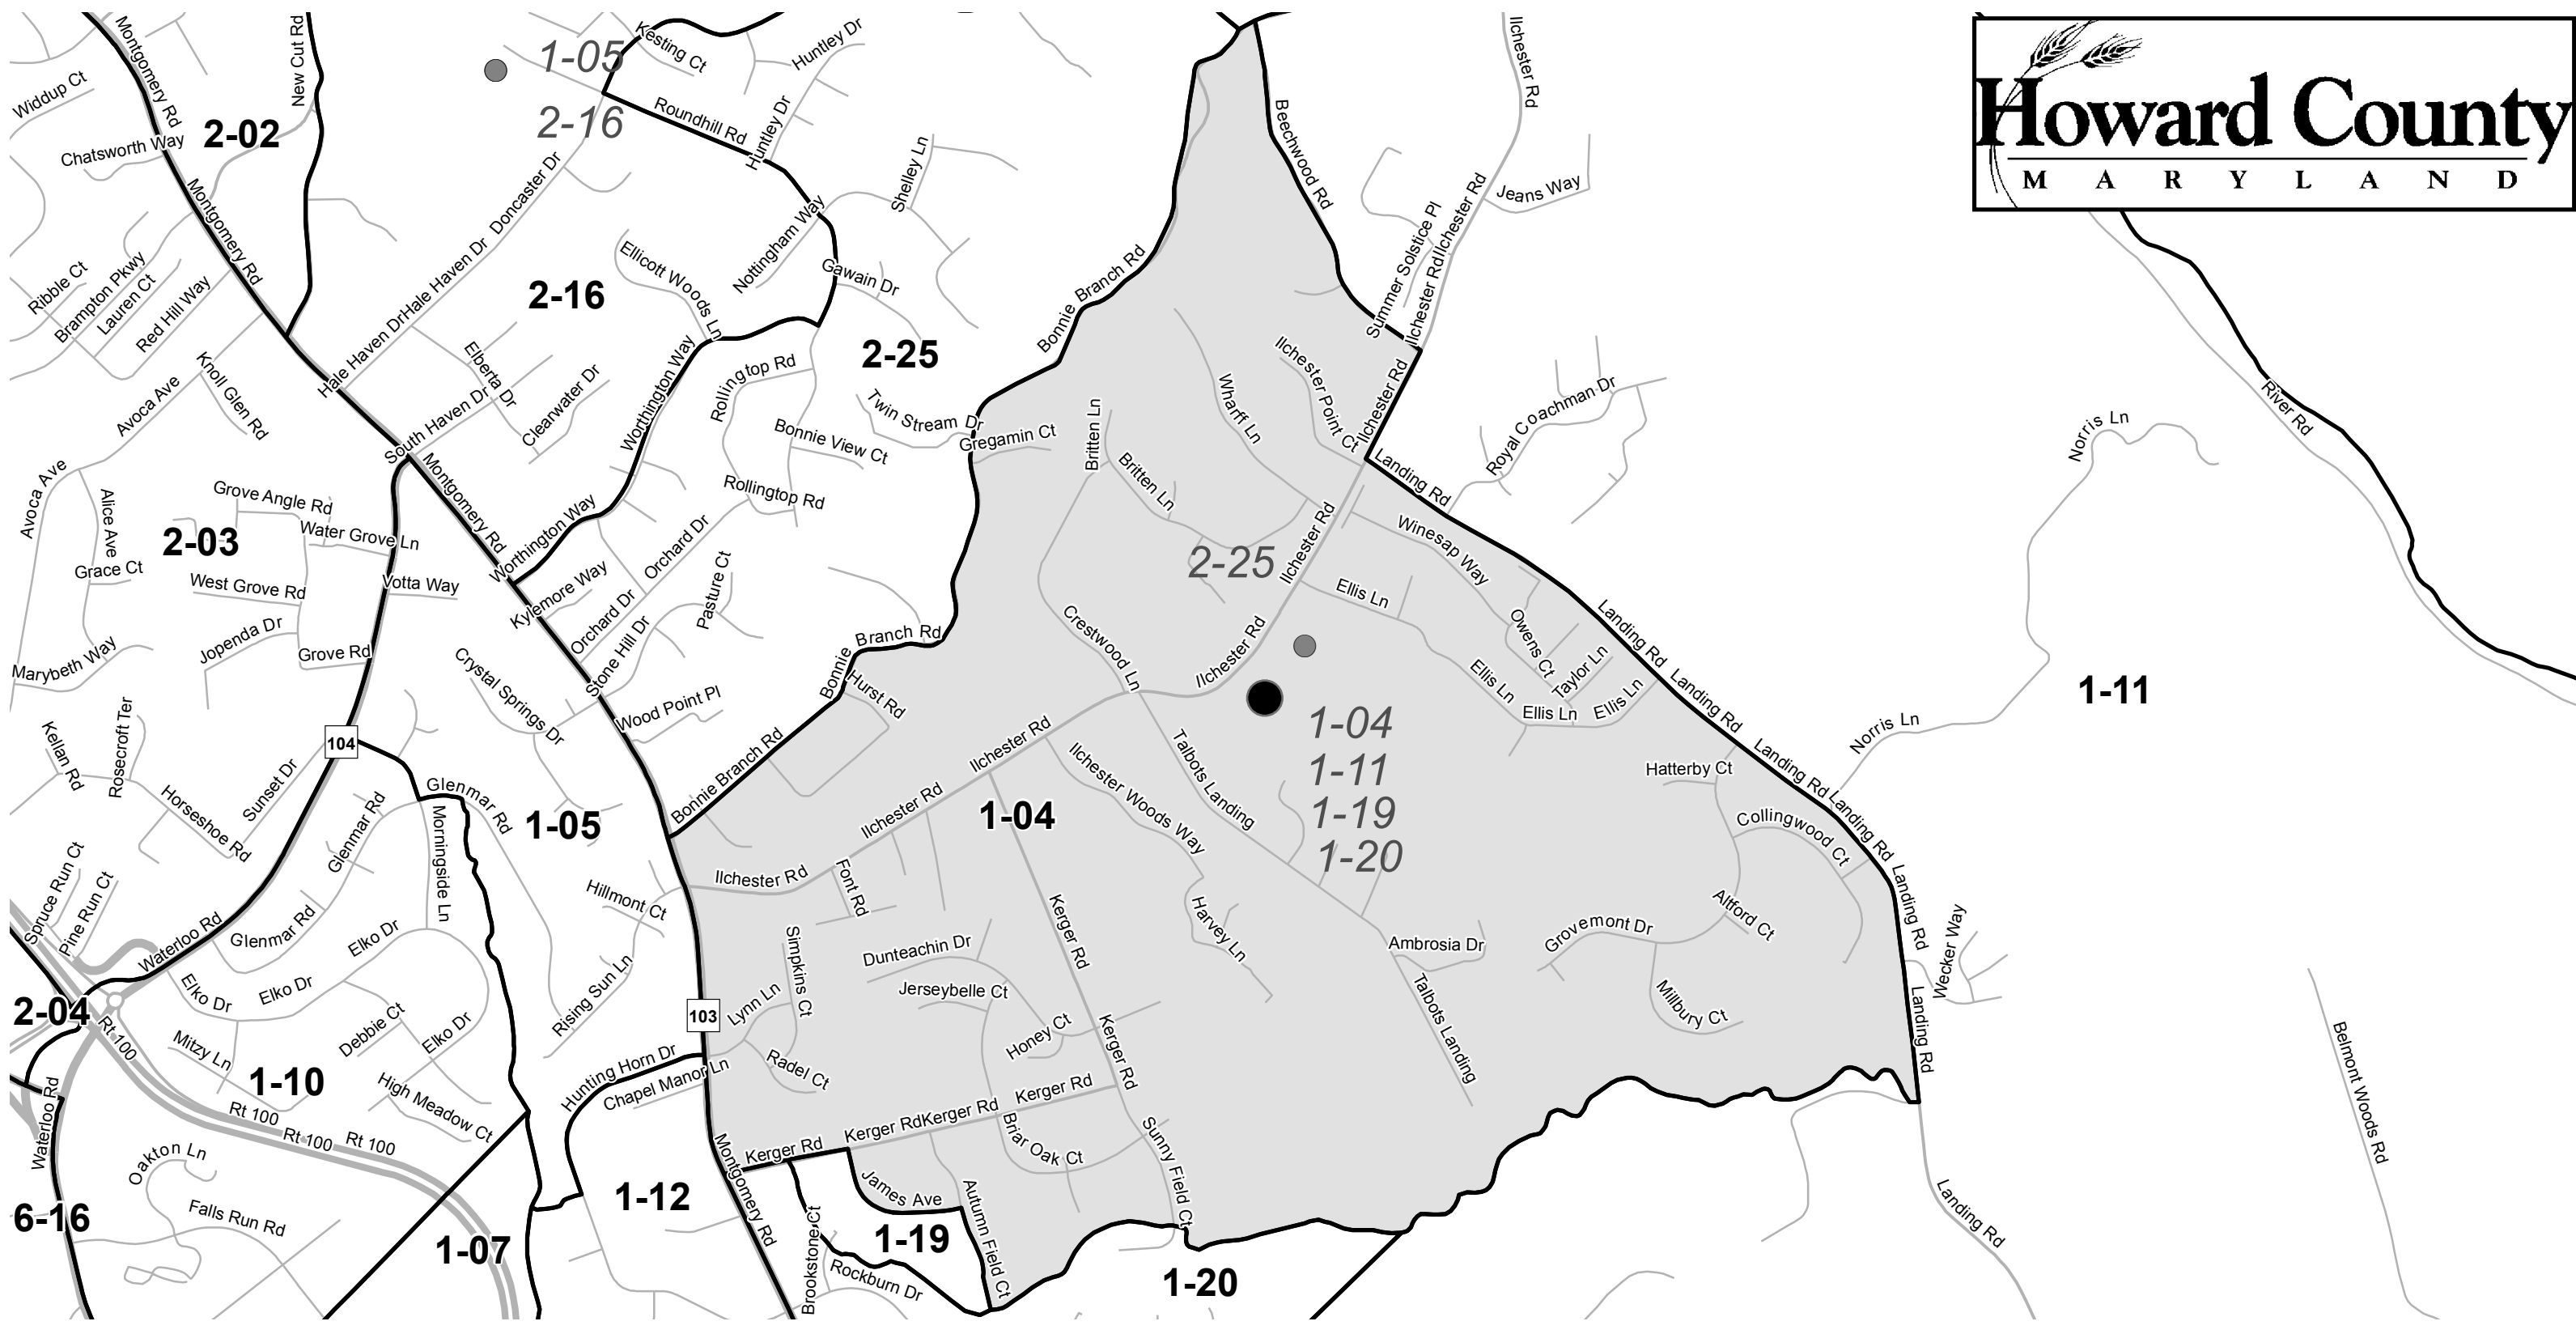 Howard County
MARYLAND
Montgomery Rd
New Cut Rd
Kesting Ct
Huntley Dr
1-05
2-16
Widdup Ct
2-02
Chatsworth Way
Roundhill Rd
Huntley Dr
Beechwood Rd
Ilchester Rd
Jeans Way
Shelley Ln
Doncaster Dr
Montgomery Rd
Nottingham Way
Ellicott Woods Ln
Gawain Dr
Hale Haven Dr
Hale Haven Dr
Ilchester Rd
Ilchester Rd
Summer Solstice Pl
Ilchester Rd
Bonnie Branch Rd
Ribble Ct
Brampton Pkwy
Lauren Ct
Red Hill Way
2-16
2-25
Knoll Glen Rd
Avoca Ave
Elberta Dr
South Haven Dr
Clearwater Dr
Worthington Way
Rollingtop Rd
Twin Stream Dr
Gregamin Ct
Bonnie View Ct
Wharff Ln
Ilchester Point Ct
Ilchester Rd
Royal Coachman Dr
Landing Rd
Norris Ln
River Rd
Britten Ln
Britten Ln
Avoca Ave
Alice Ave
Grove Angle Rd
Water Grove Ln
2-03
Grace Ct
West Grove Rd
Votta Way
Montgomery Rd
Worthington Way
Rollingtop Rd
Orchard Dr
Kylemore Way
Orchard Dr
Pasture Ct
Stone Hill Dr
2-25
Ilchester Rd
Winesap Way
Ellis Ln
Owens Ct
Taylor Ln
Ellis Ln
Ellis Ln
Ellis Ln
Landing Rd
Landing Rd
Landing Rd
Landing Rd
1-11
Norris Ln
Jopenda Dr
Grove Rd
Marybeth Way
Crystal Springs Dr
Wood Point Pl
Bonnie Branch Rd
Hurst Rd
Crestwood Ln
Ilchester Rd
Kellan Rd
Rosecroft Ter
Sunset Dr
Horseshoe Rd
104
Glenmar Rd
Glenmar Rd
Morningside Ln
1-05
Bonnie Branch Rd
Ilchester Rd
Ilchester Rd
Ilchester Rd
Talbots Landing
Ilchester Woods Way
1-04
1-04
1-11
1-19
1-20
Hatterby Ct
Collingwood Ct
Landing Rd
Landing Rd
Altford Ct
Grovemont Dr
Millbury Ct
Ambrosia Dr
Talbots Landing
Wecker Way
Landing Rd
Belmont Woods Rd
Spruce Run Ct
Pine Run Ct
Waterloo Rd
Glenmar Rd
Elko Dr
Elko Dr
Elko Dr
Hillmont Ct
Font Rd
Kerger Rd
Harvey Ln
Dunteachin Dr
Simpkins Ct
Jerseybelle Ct
Rising Sun Ln
2-04
Rt 100
Mitzy Ln
Debbie Ct
Elko Dr
103
Lynn Ln
Radel Ct
Honey Ct
Kerger Rd
Hunting Horn Dr
Chapel Manor Ln
1-10
High Meadow Ct
Rt 100
Rt 100
Rt 100
Waterloo Rd
Kerger Rd
Kerger Rd
Kerger Rd
Kerger Rd
Briar Oak Ct
Sunny Field Ct
Oakton Ln
Falls Run Rd
6-16
1-07
1-12
Montgomery Rd
James Ave
Autumn Field Ct
1-19
Brookstone Ct
Rockburn Dr
1-20
Landing Rd